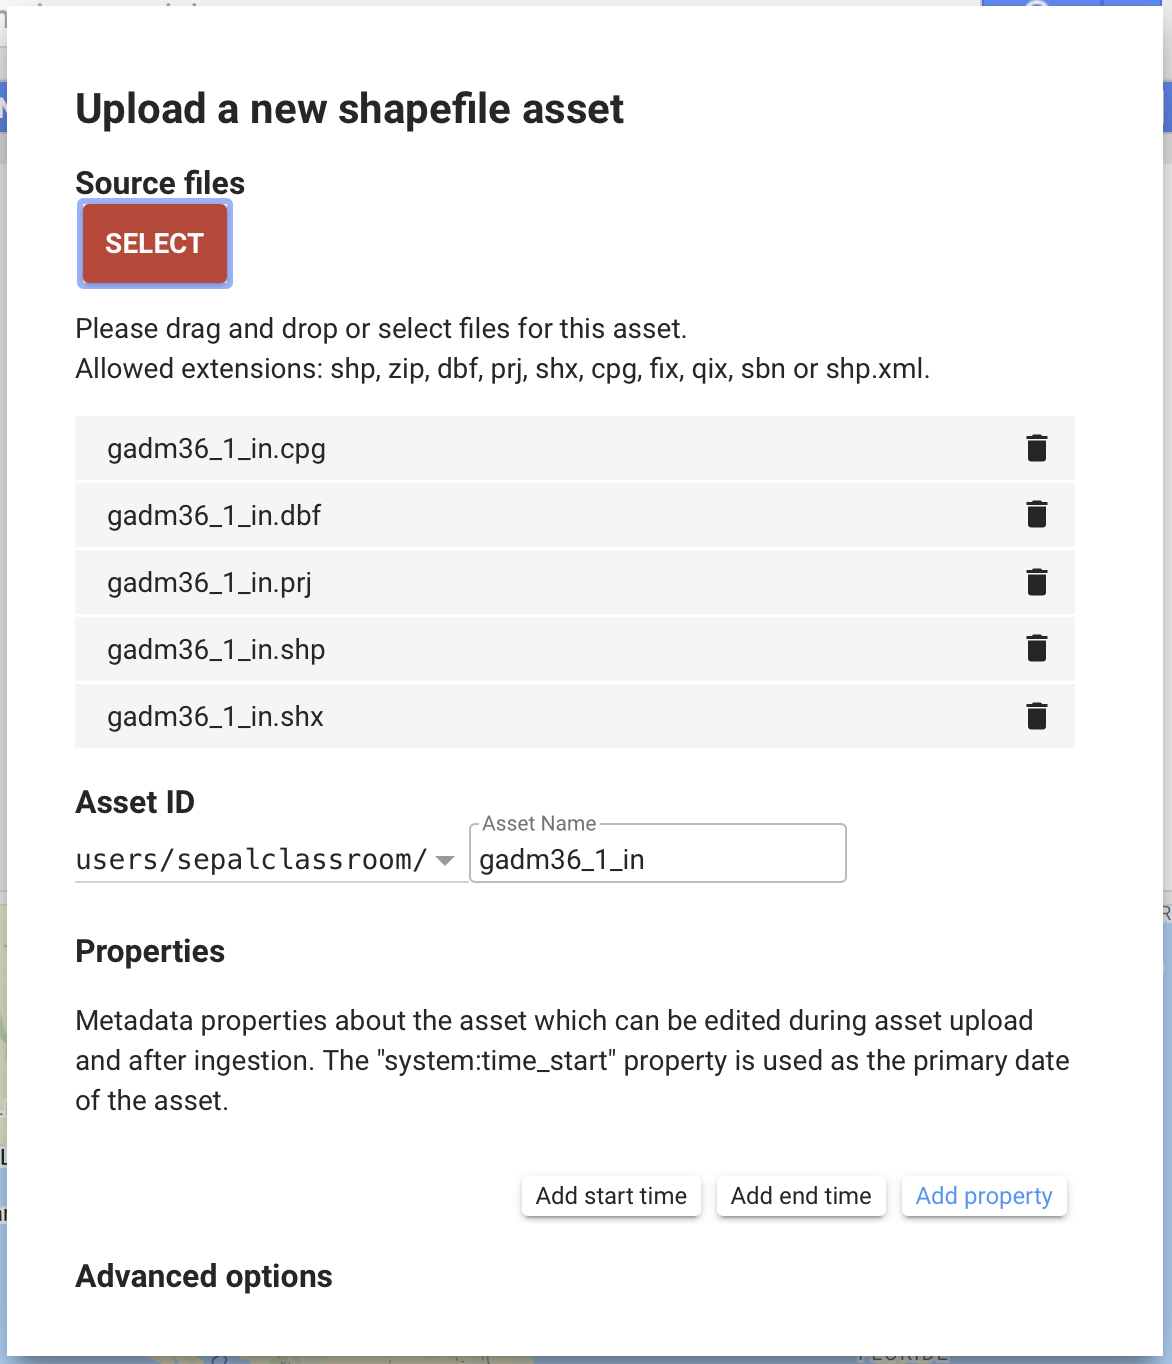 Upload a new shapefile asset
Source files
SELECT
Please drag and drop or select files for this asset.
Allowed extensions: shp, zip, dbf, prj, shx, cpg, fix, qix, sbn or shp.xml.
gadm36_1_in.cpg
gadm36_1_in.dbf
gadm36_1_in.prj
gadm36_1_in.shp
gadm36_1_in.shx
Asset ID
Asset Name
users/sepalclassroom/
gadm36_1_in
Properties
Metadata properties about the asset which can be edited during asset upload
and after ingestion. The "system:time_start" property is used as the primary date
of the asset.
Add start time
Add end time
Add property
Advanced options